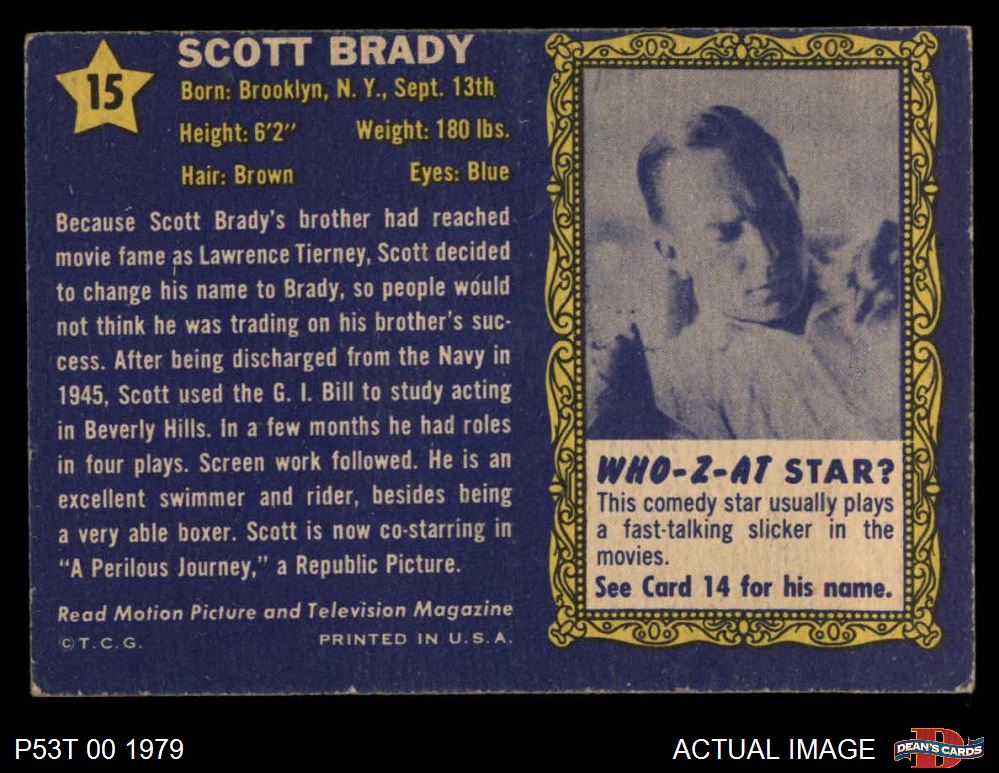 15
SCOTT BRADY
Born: Brooklyn, N. Y., Sept. 13th
Height: 6'2" Weight: 180 lbs.
Hair: Brown Eyes: Blue
Because Scott Brady's brother had reached
movie fame as Lawrence Tierney, Scott decided
to change his name to Brady, so people would
not think he was trading on his brother's suc-
cess. After being discharged from the Navy in
1945, Scott used the G. I. Bill to study acting
in Beverly Hills. In a few months he had roles
in four plays. Screen work followed. He is an
excellent swimmer and rider, besides being
a very able boxer. Scott is now co-starring in
"A Perilous Journey," a Republic Picture.
Read Motion Picture and Television Magazine
© T. C. G. PRINTED IN U. S. A.
WHO-Z-AT STAR?
This comedy star usually plays
a fast-talking slicker in the
movies.
See Card 14 for his name.
P53T 00 1979
ACTUAL IMAGE
DEAN'S CARDS